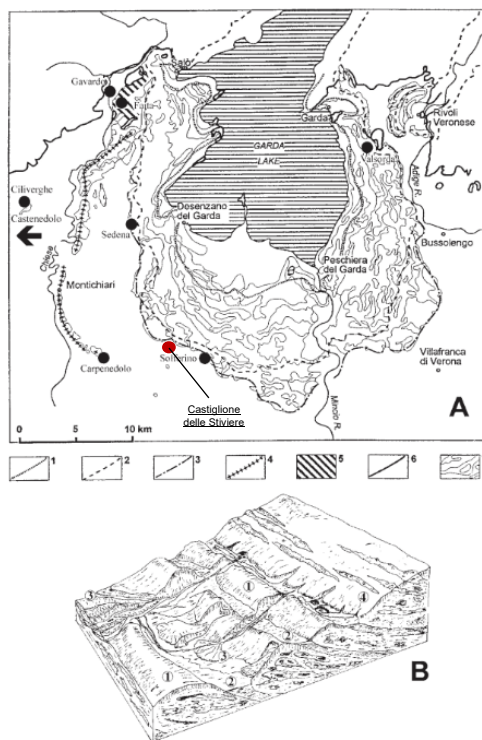 Salò
Gavardo
Faita
Garda
Rivoli
Veronese
GARDA
LAKE
Valsorda
Adige R.
Ciliverghe
Castenedolo
Desenzano
del Garda
Sedena
Bussolengo
Chiese
Peschiera
del Garda
Montichiari
Solferino
Villafranca
di Verona
Carpenedolo
Castiglione
delle Stiviere
A
Mincio R.
0 5 10 km
1 2 3 4 5 6
1
3
4
2
1
2
B